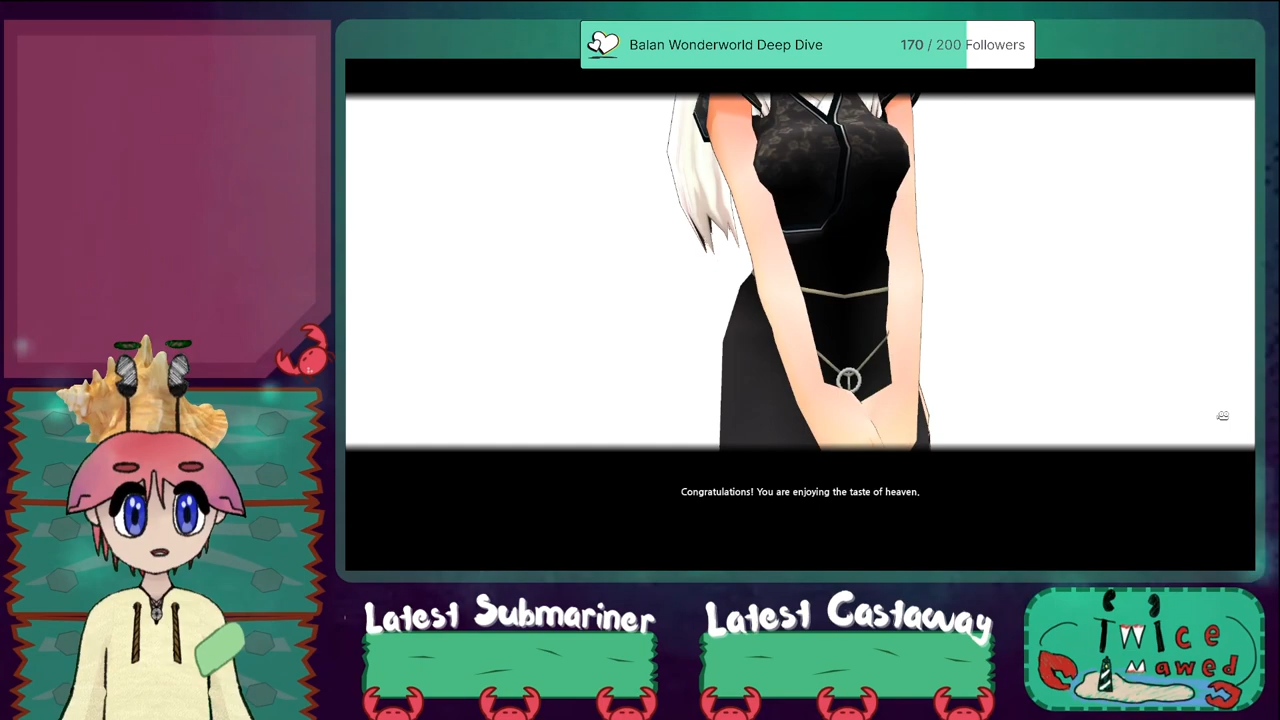 Balan Wonderworld Deep Dive
170 / 200 Followers
Congratulations! You are enjoying the taste of heaven.
Latest Submariner
Latest Castaway
Twice
Mawed